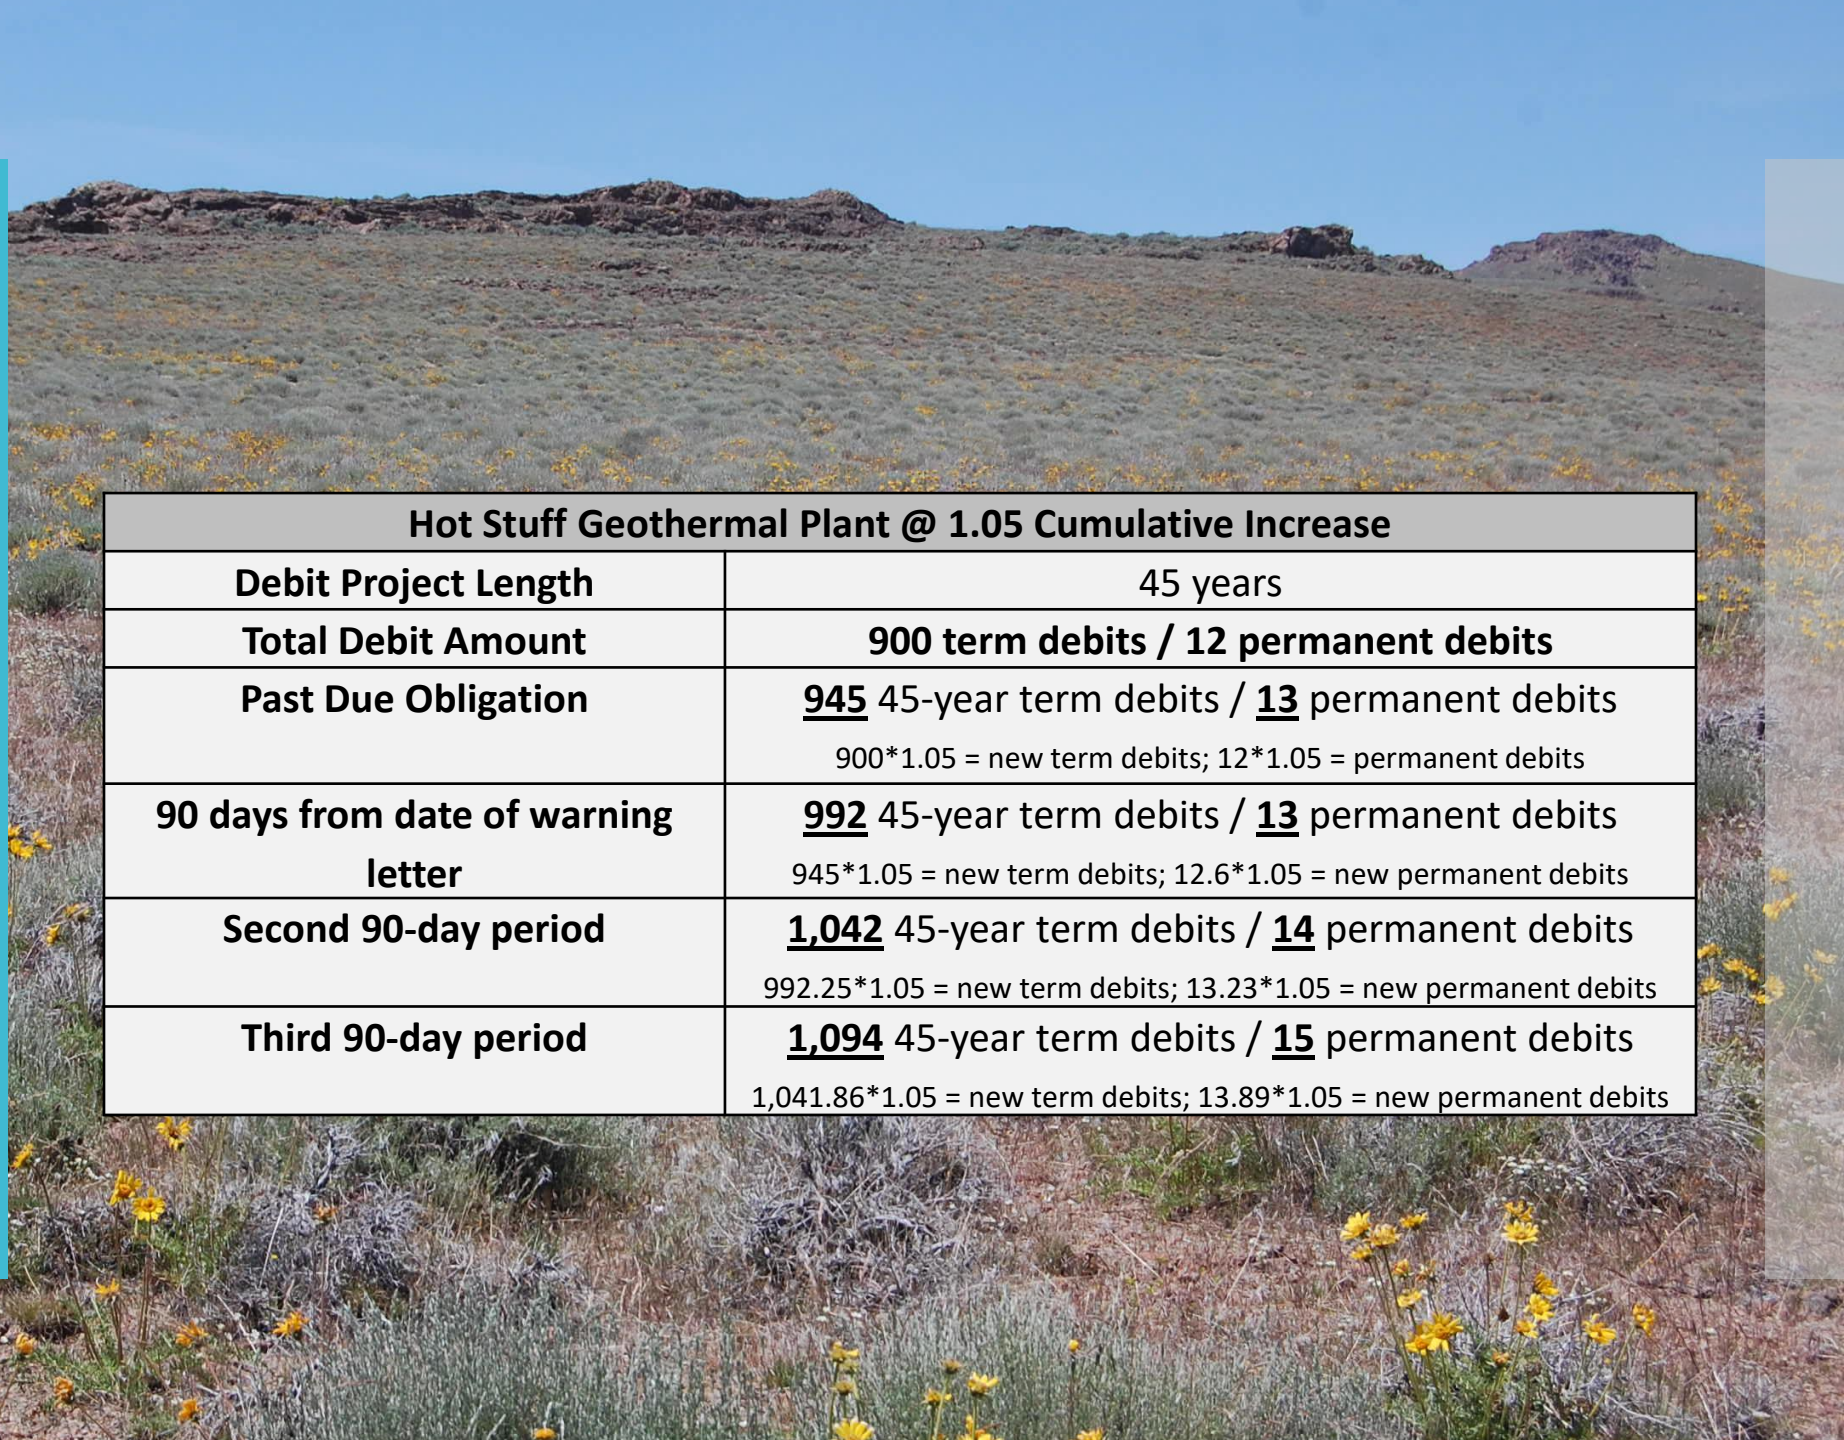 Hot Stuff Geothermal Plant @ 1.05 Cumulative Increase
Debit Project Length
45 years
Total Debit Amount
900 term debits / 12 permanent debits
Past Due Obligation
945 45-year term debits / 13 permanent debits
900*1.05 = new term debits; 12*1.05 = permanent debits
90 days from date of warning
letter
992 45-year term debits / 13 permanent debits
945*1.05 = new term debits; 12.6*1.05 = new permanent debits
Second 90-day period
1,042 45-year term debits / 14 permanent debits
992.25*1.05 = new term debits; 13.23*1.05 = new permanent debits
Third 90-day period
1,094 45-year term debits / 15 permanent debits
1,041.86*1.05 = new term debits; 13.89*1.05 = new permanent debits